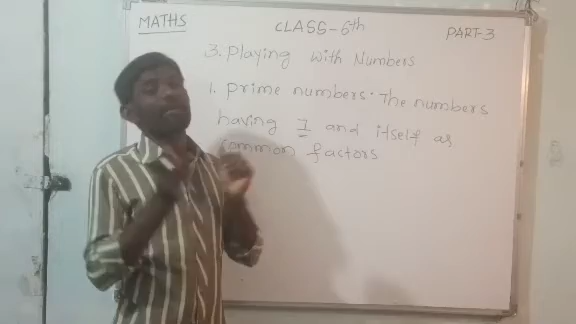 MATHS CLASS-6th PART-3
3. Playing with Numbers
1. Prime numbers. The numbers
having 1 and itself as
common factors